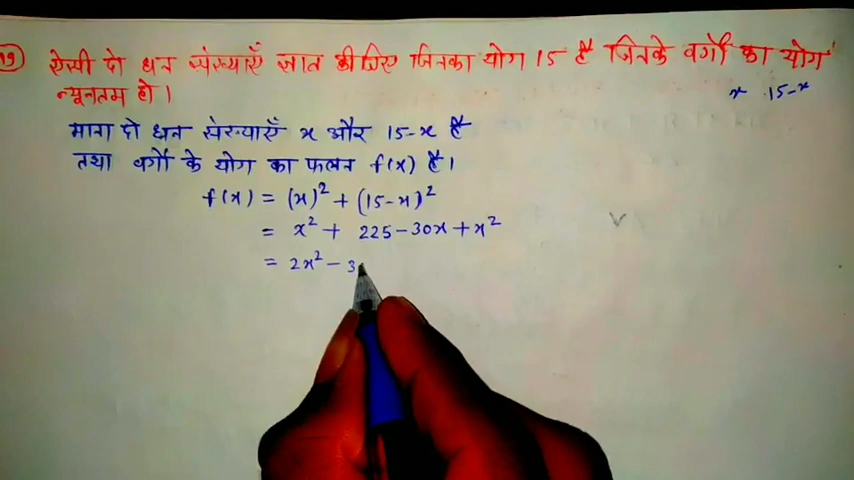 19 ऐसी दो धन संख्याएँ ज्ञात कीजिए जिनका योग 15 है जिनके वर्गों का योग
न्यूनतम हो।
x 15-x
माना दो धन संख्याएँ x और 15-x है
तथा वर्गों के योग का फलन f(x) है।
f(x) = (x)² + (15-x)²
= x² + 225-30x+x²
= 2x² - 3